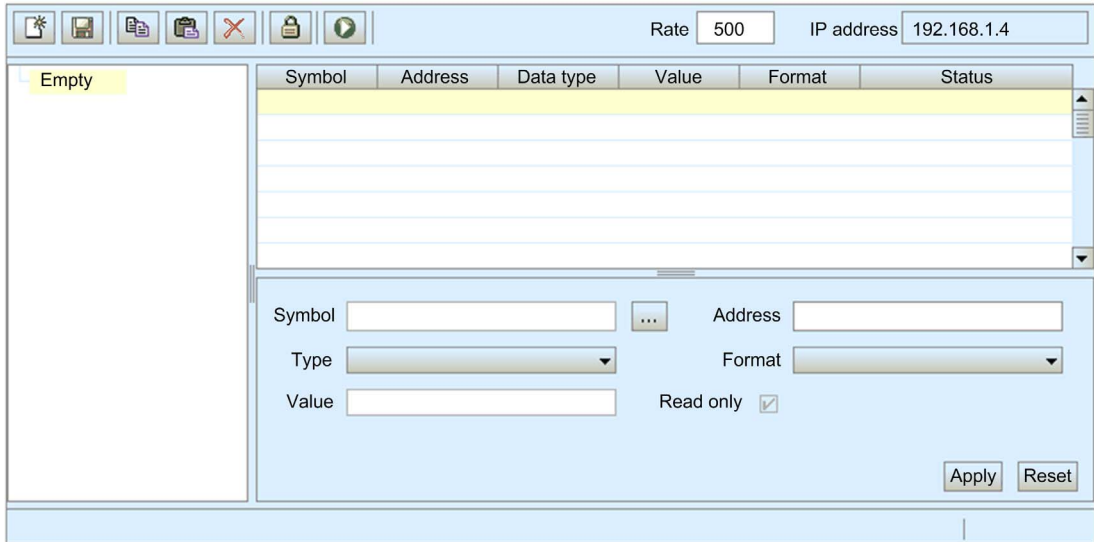 Rate 500 IP address 192.168.1.4
Empty
Symbol Address Data type Value Format Status
Symbol ... Address
Type Format
Value Read only
Apply Reset